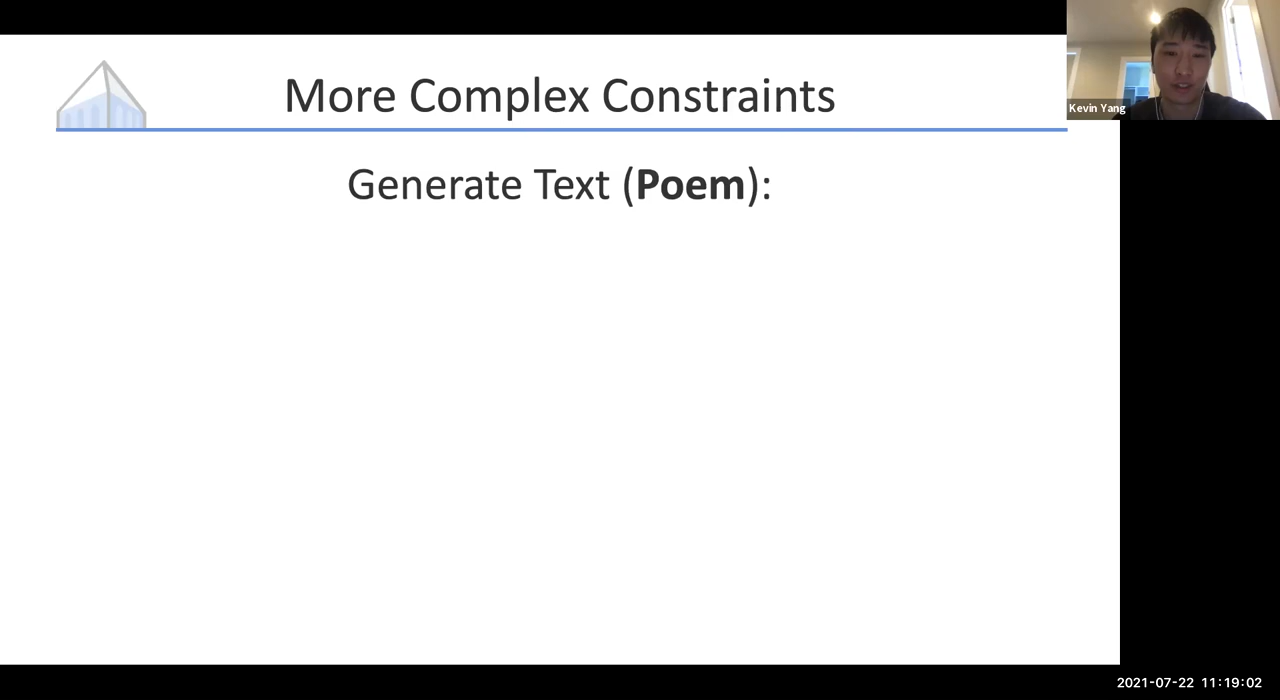 More Complex Constraints
Kevin Yang
Generate Text (Poem):
2021-07-22 11:19:02